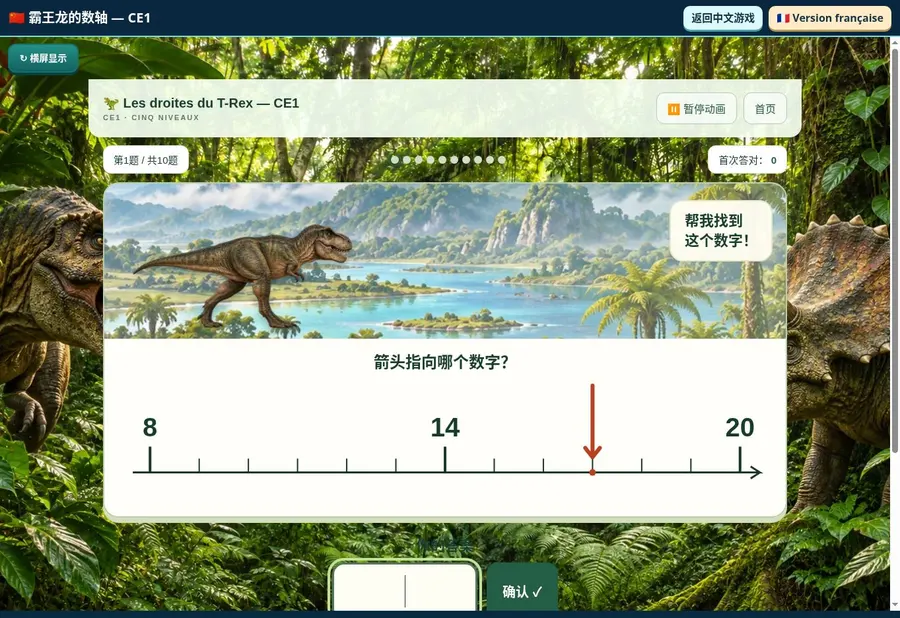 🇨🇳 霸王龙的数轴 — CE1
返回中文游戏
🇫🇷 Version française
↻ 横屏显示
🦖 Les droites du T-Rex — CE1
CE1 · CINQ NIVEAUX
⏸ 暂停动画
首页
第1题 / 共10题
首次答对： 0
帮我找到
这个数字！
箭头指向哪个数字？
8 14 20
确认 ✓